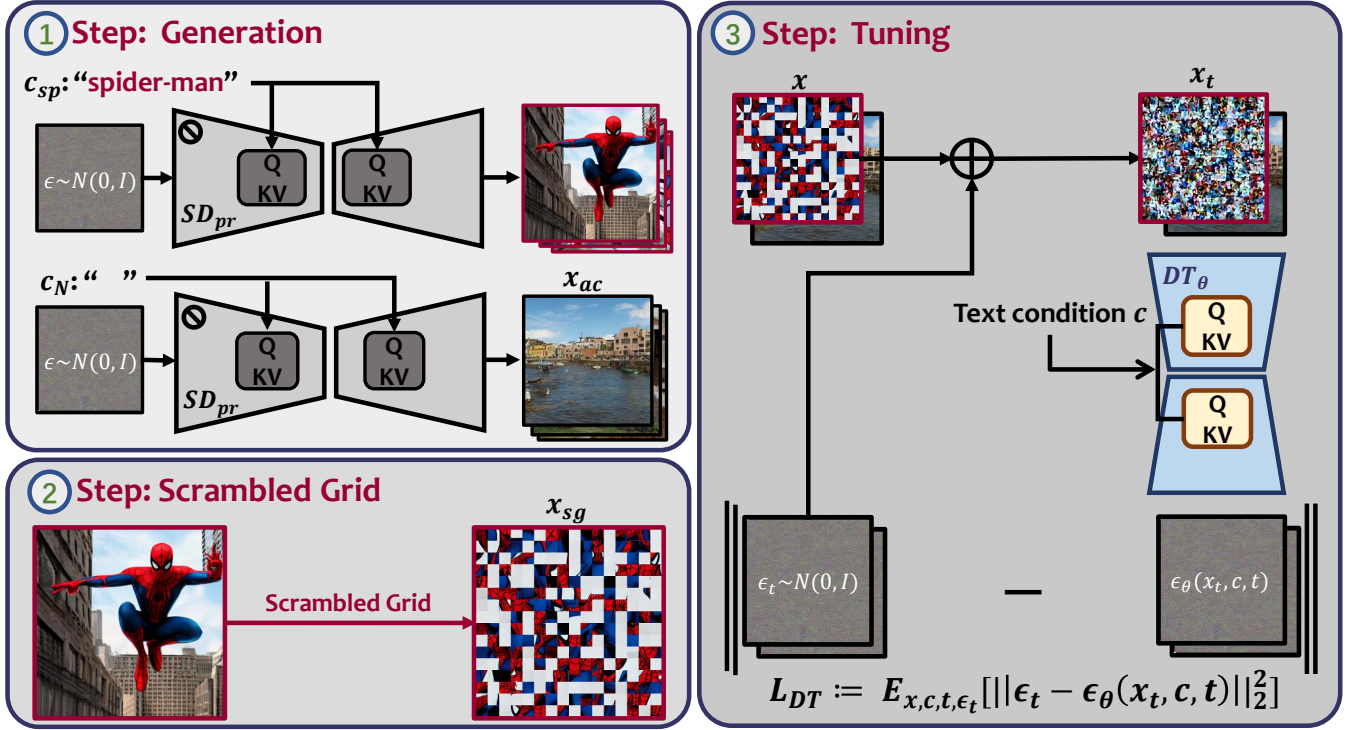 1 Step: Generation
c_sp: “spider-man”
ϵ~N(0, I)
Q
KV
Q
KV
SD_pr
c_N: “ ”
x_ac
ϵ~N(0, I)
Q
KV
Q
KV
SD_pr
2 Step: Scrambled Grid
x_sg
Scrambled Grid
3 Step: Tuning
x
x_t
DT_θ
Text condition c
Q
KV
Q
KV
ϵ_t~N(0, I)
—
ϵ_θ(x_t, c, t)
L_DT := E_{x,c,t,ϵ_t}[||ϵ_t − ϵ_θ(x_t, c, t)||_2^2]